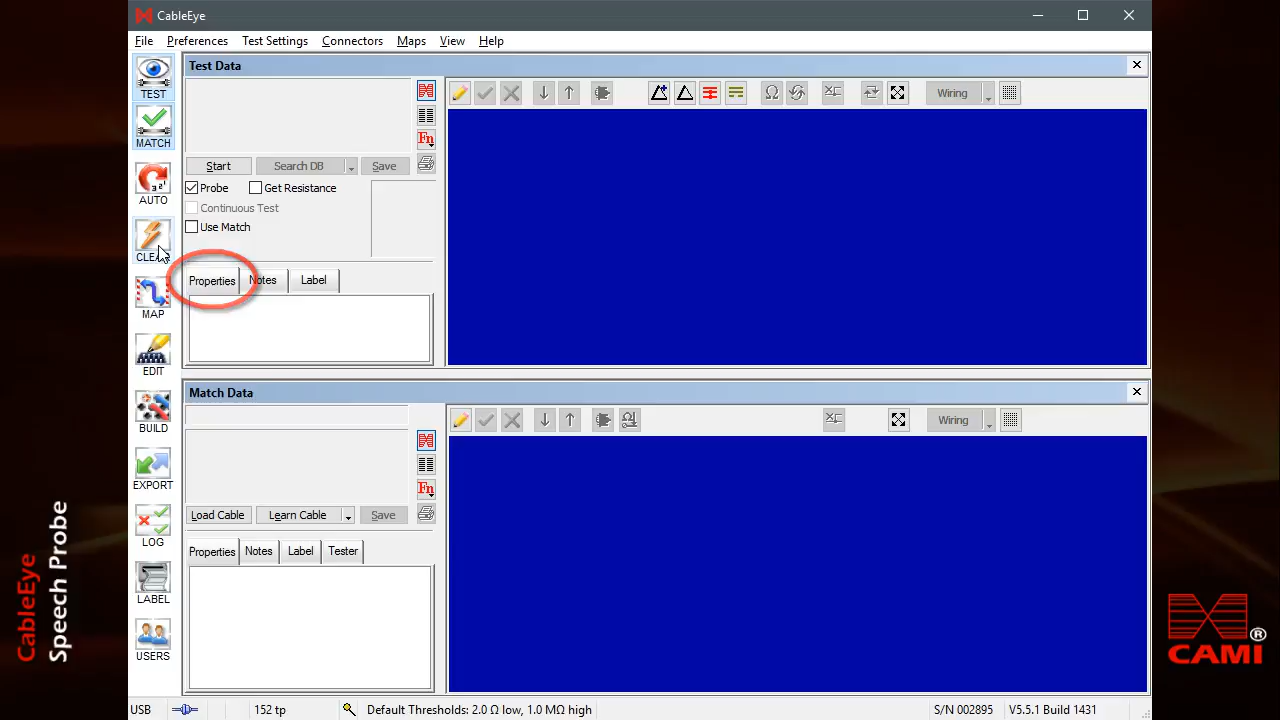 CableEye
File Preferences Test Settings Connectors Maps View Help
TEST
MATCH
AUTO
MAP
EDIT
BUILD
EXPORT
LOG
LABEL
USERS
Test Data
Fn
Start Search DB Save
Probe Get Resistance
Continuous Test
Use Match
Properties Notes Label
Wiring
Match Data
Fn
Load Cable Learn Cable Save
Properties Notes Label Tester
Wiring
USB 152 tp Default Thresholds: 2.0 Ω low, 1.0 MΩ high S/N 002895 V5.5.1 Build 1431
CableEye
Speech Probe
CAMI®